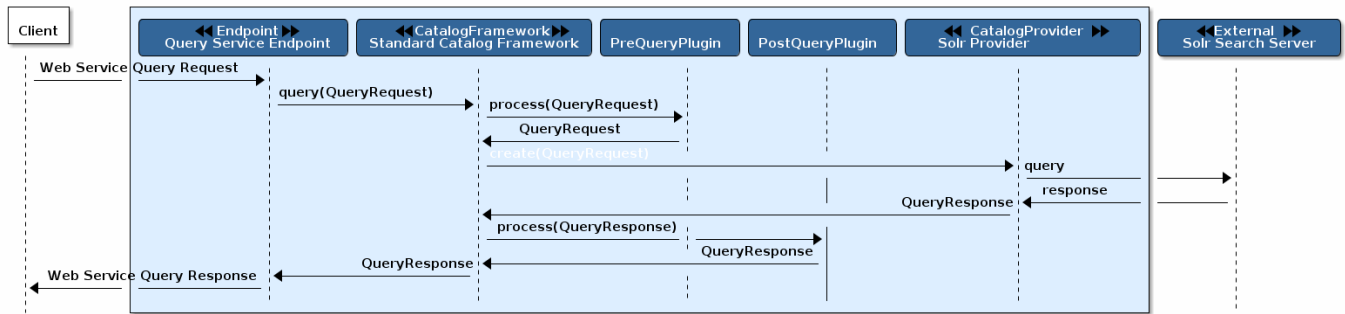 Client
Endpoint
Query Service Endpoint
CatalogFramework
Standard Catalog Framework
PreQueryPlugin
PostQueryPlugin
CatalogProvider
Solr Provider
External
Solr Search Server
Web Service Query Request
query(QueryRequest)
process(QueryRequest)
QueryRequest
create(QueryRequest)
query
response
QueryResponse
process(QueryResponse)
QueryResponse
QueryResponse
Web Service Query Response